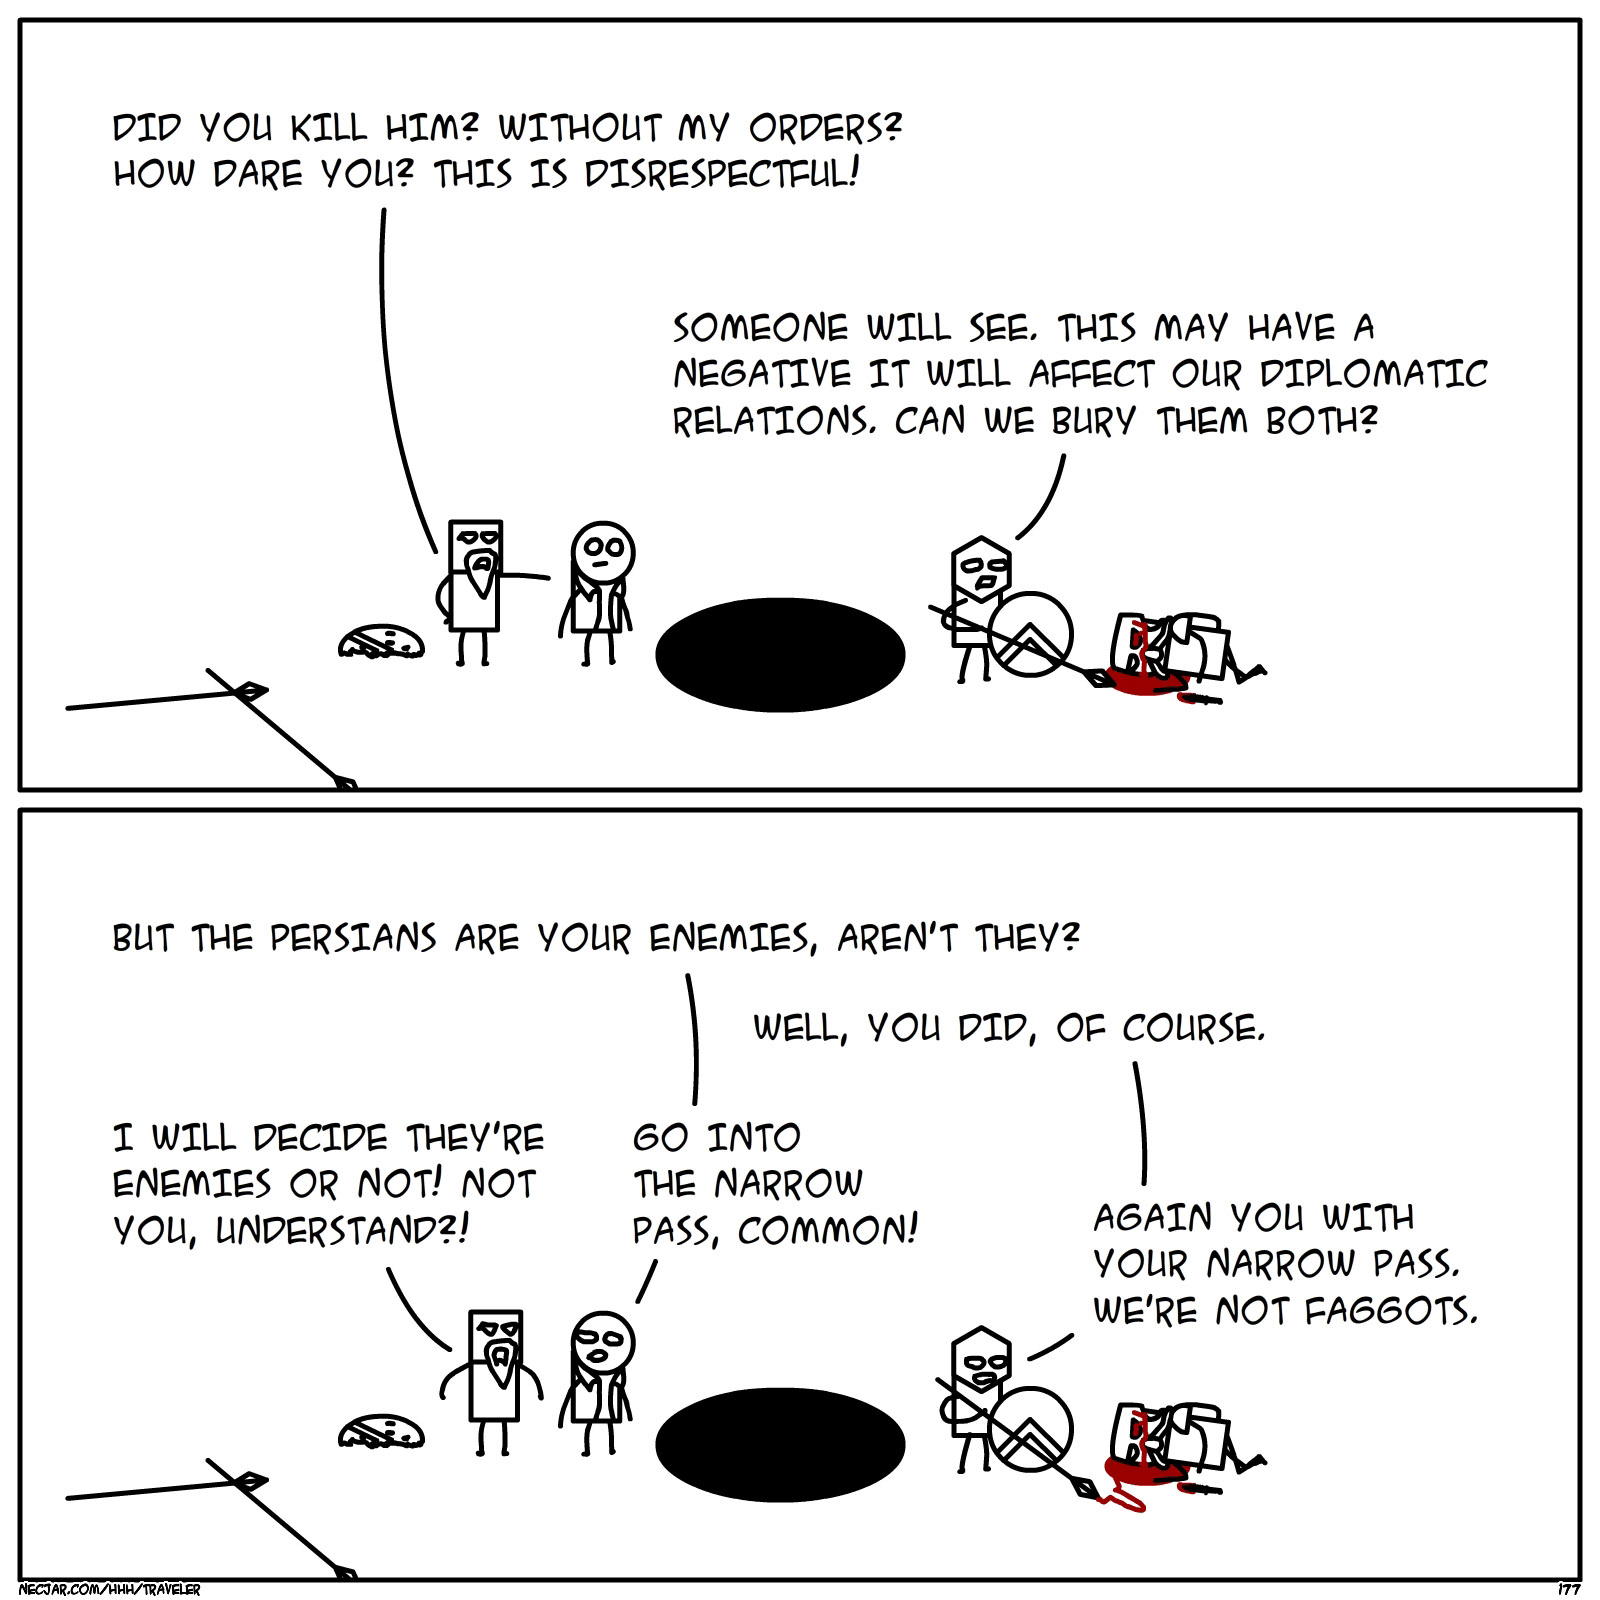 DID YOU KILL HIM? WITHOUT MY ORDERS?
HOW DARE YOU? THIS IS DISRESPECTFUL!
SOMEONE WILL SEE. THIS MAY HAVE A
NEGATIVE IT WILL AFFECT OUR DIPLOMATIC
RELATIONS. CAN WE BURY THEM BOTH?
BUT THE PERSIANS ARE YOUR ENEMIES, AREN'T THEY?
WELL, YOU DID, OF COURSE.
I WILL DECIDE THEY'RE
ENEMIES OR NOT! NOT
YOU, UNDERSTAND?!
GO INTO
THE NARROW
PASS, COMMON!
AGAIN YOU WITH
YOUR NARROW PASS.
WE'RE NOT FAGGOTS.
NECJAR.COM/HHH/TRAVELER
177